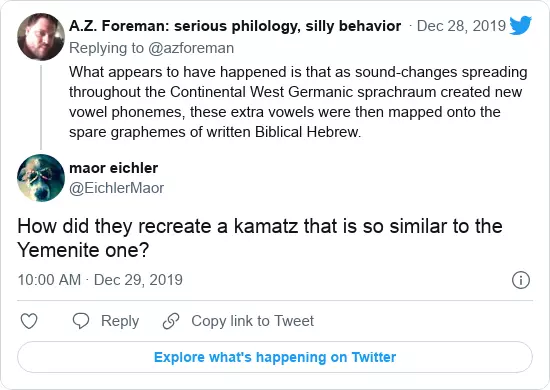 A.Z. Foreman: serious philology, silly behavior · Dec 28, 2019
Replying to @azforeman
What appears to have happened is that as sound-changes spreading
throughout the Continental West Germanic sprachraum created new
vowel phonemes, these extra vowels were then mapped onto the
spare graphemes of written Biblical Hebrew.
maor eichler
@EichlerMaor
How did they recreate a kamatz that is so similar to the
Yemenite one?
10:00 AM · Dec 29, 2019
Reply Copy link to Tweet
Explore what's happening on Twitter